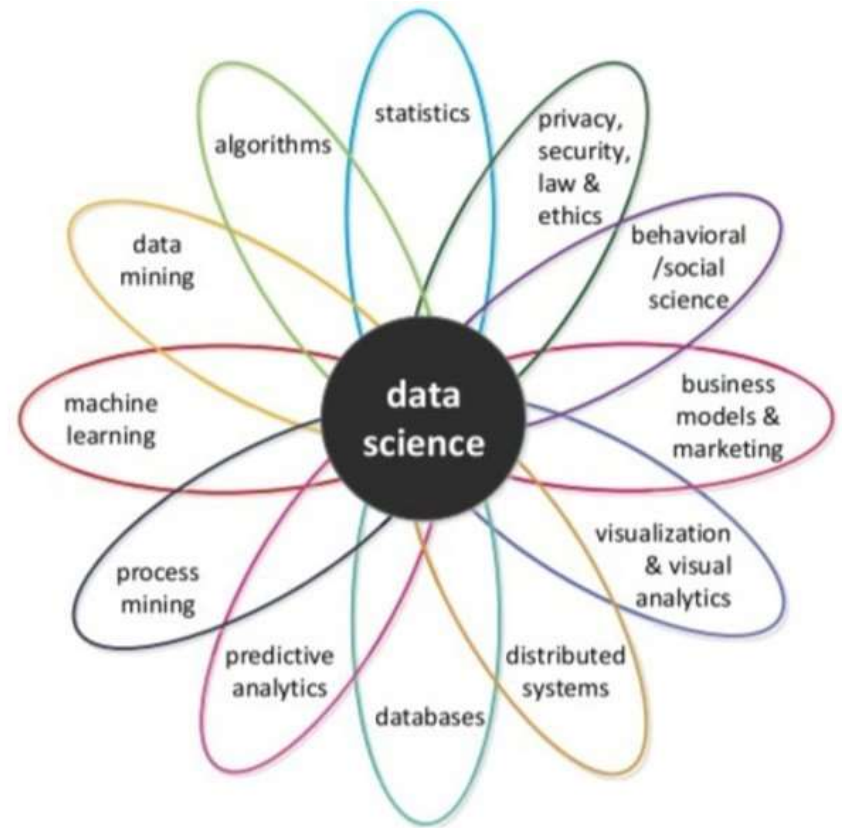 statistics
privacy,
security,
law &
ethics
behavioral
/social
science
business
models &
marketing
visualization
& visual
analytics
distributed
systems
databases
predictive
analytics
process
mining
machine
learning
data
mining
algorithms
data
science